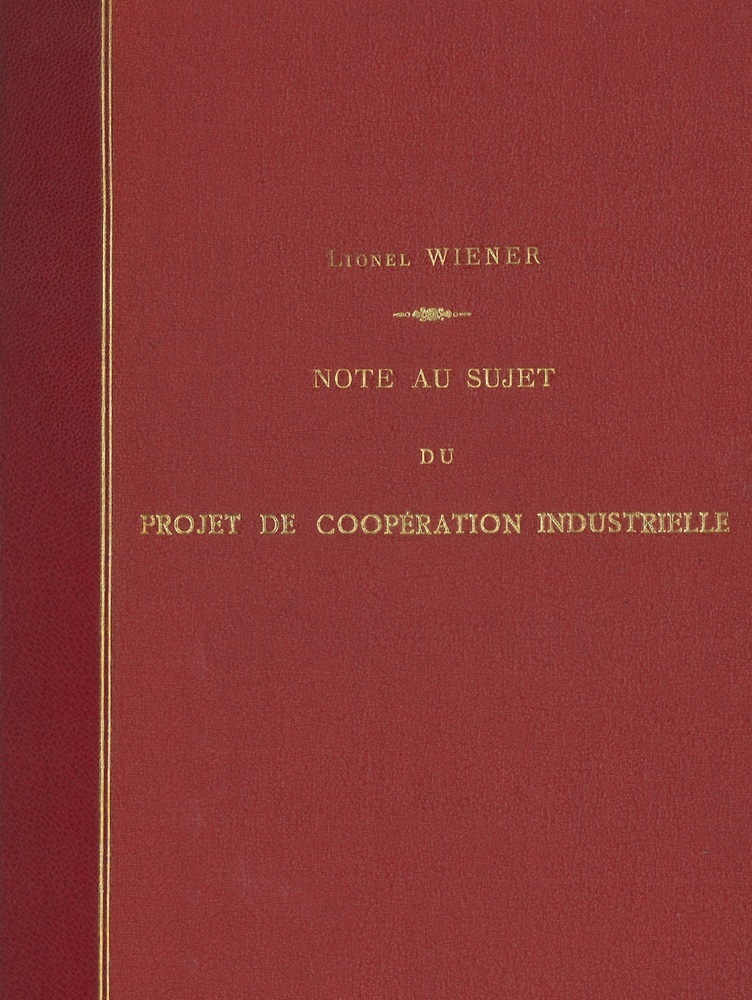 Lionel WIENER
NOTE AU SUJET
DU
PROJET DE COOPÉRATION INDUSTRIELLE